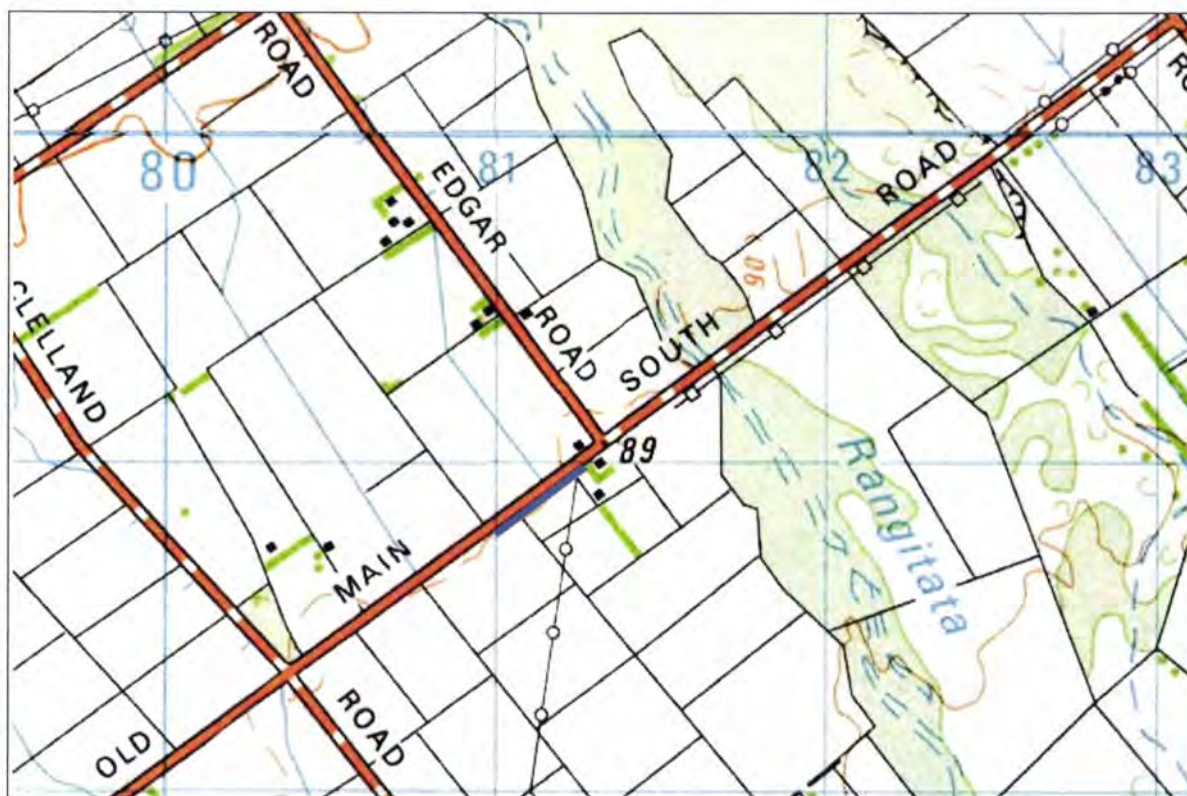 ROAD
80
81
82
83
EDGAR
ROAD
CLELLAND
ROAD
90
SOUTH
ROAD
89
MAIN
Rangitata
OLD